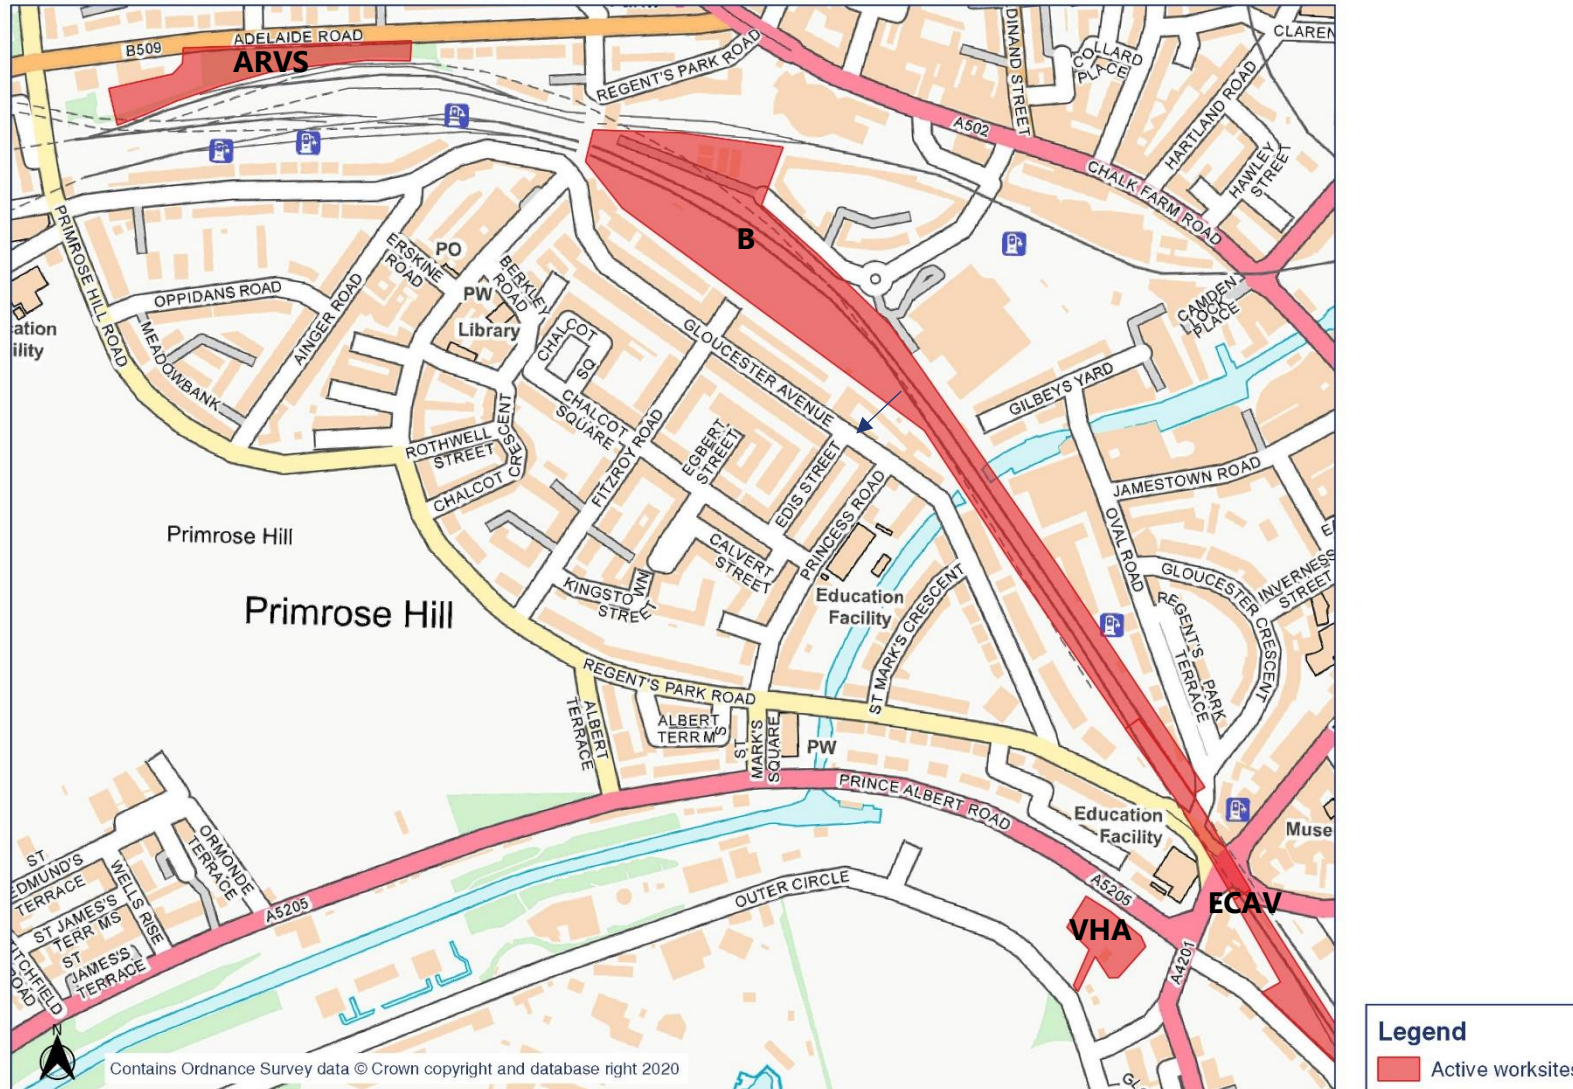 B509
ADELAIDE ROAD
ARVS
REGENT'S PARK ROAD
DINAND STREET
COLLARD
PLACE
CLAREN
HARTLAND ROAD
HAWLEY
STREET
A502
CHALK FARM ROAD
B
PRIMROSE HILL ROAD
ERSKINE
ROAD
PO
PW
BERKLEY
ROAD
Library
OPPIDANS ROAD
AINGER ROAD
MEADOWBANK
cation
ility
CHALCOT
SQ
CHALCOT
SQUARE
GLOUCESTER AVENUE
CAMDEN
LOCK
PLACE
GILBEYS YARD
ROTHWELL
STREET
CHALCOT
CRESCENT
FITZROY ROAD
EGBERT
STREET
EDIS STREET
PRINCESS ROAD
JAMESTOWN ROAD
OVAL ROAD
Primrose Hill
Primrose Hill
CALVERT
STREET
KINGSTO
WN
STREET
Education
Facility
ST MARK'S CRESCENT
GLOUCESTER CRESCENT
INVERNESS
STREET
REGENT'S
PARK
TERRACE
REGENT'S PARK ROAD
ALBERT
TERRACE
ALBERT
TERR M
S
ST
MARK'S
SQUARE
PW
PRINCE ALBERT ROAD
Education
Facility
Muse
ORMONDE
TERRACE
ST
EDMUND'S
TERRACE
WELLS RISE
ST JAMES'S
TERR MS
ST
JAMES'S
TERRACE
TCHFIELD
ROAD
A5205
OUTER CIRCLE
A5205
VHA
ECAV
A4201
N
Contains Ordnance Survey data © Crown copyright and database right 2020
Legend
Active worksites